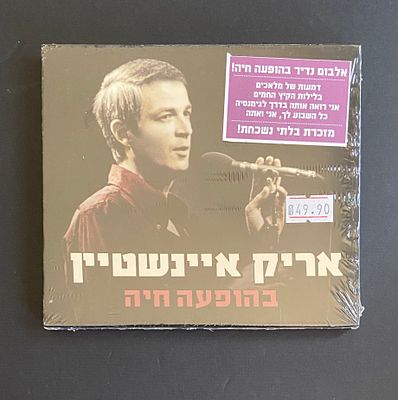 אלבום נדיר בהופעה חיה!
דמעות של מלאכים
בלילות הקיץ החמים
אני רואה אותה בדרך לגימנסיה
כל השבוע לך, אני ואתה
מזכרת בלתי נשכחת!
₪49.90
אריק איינשטיין
בהופעה חיה